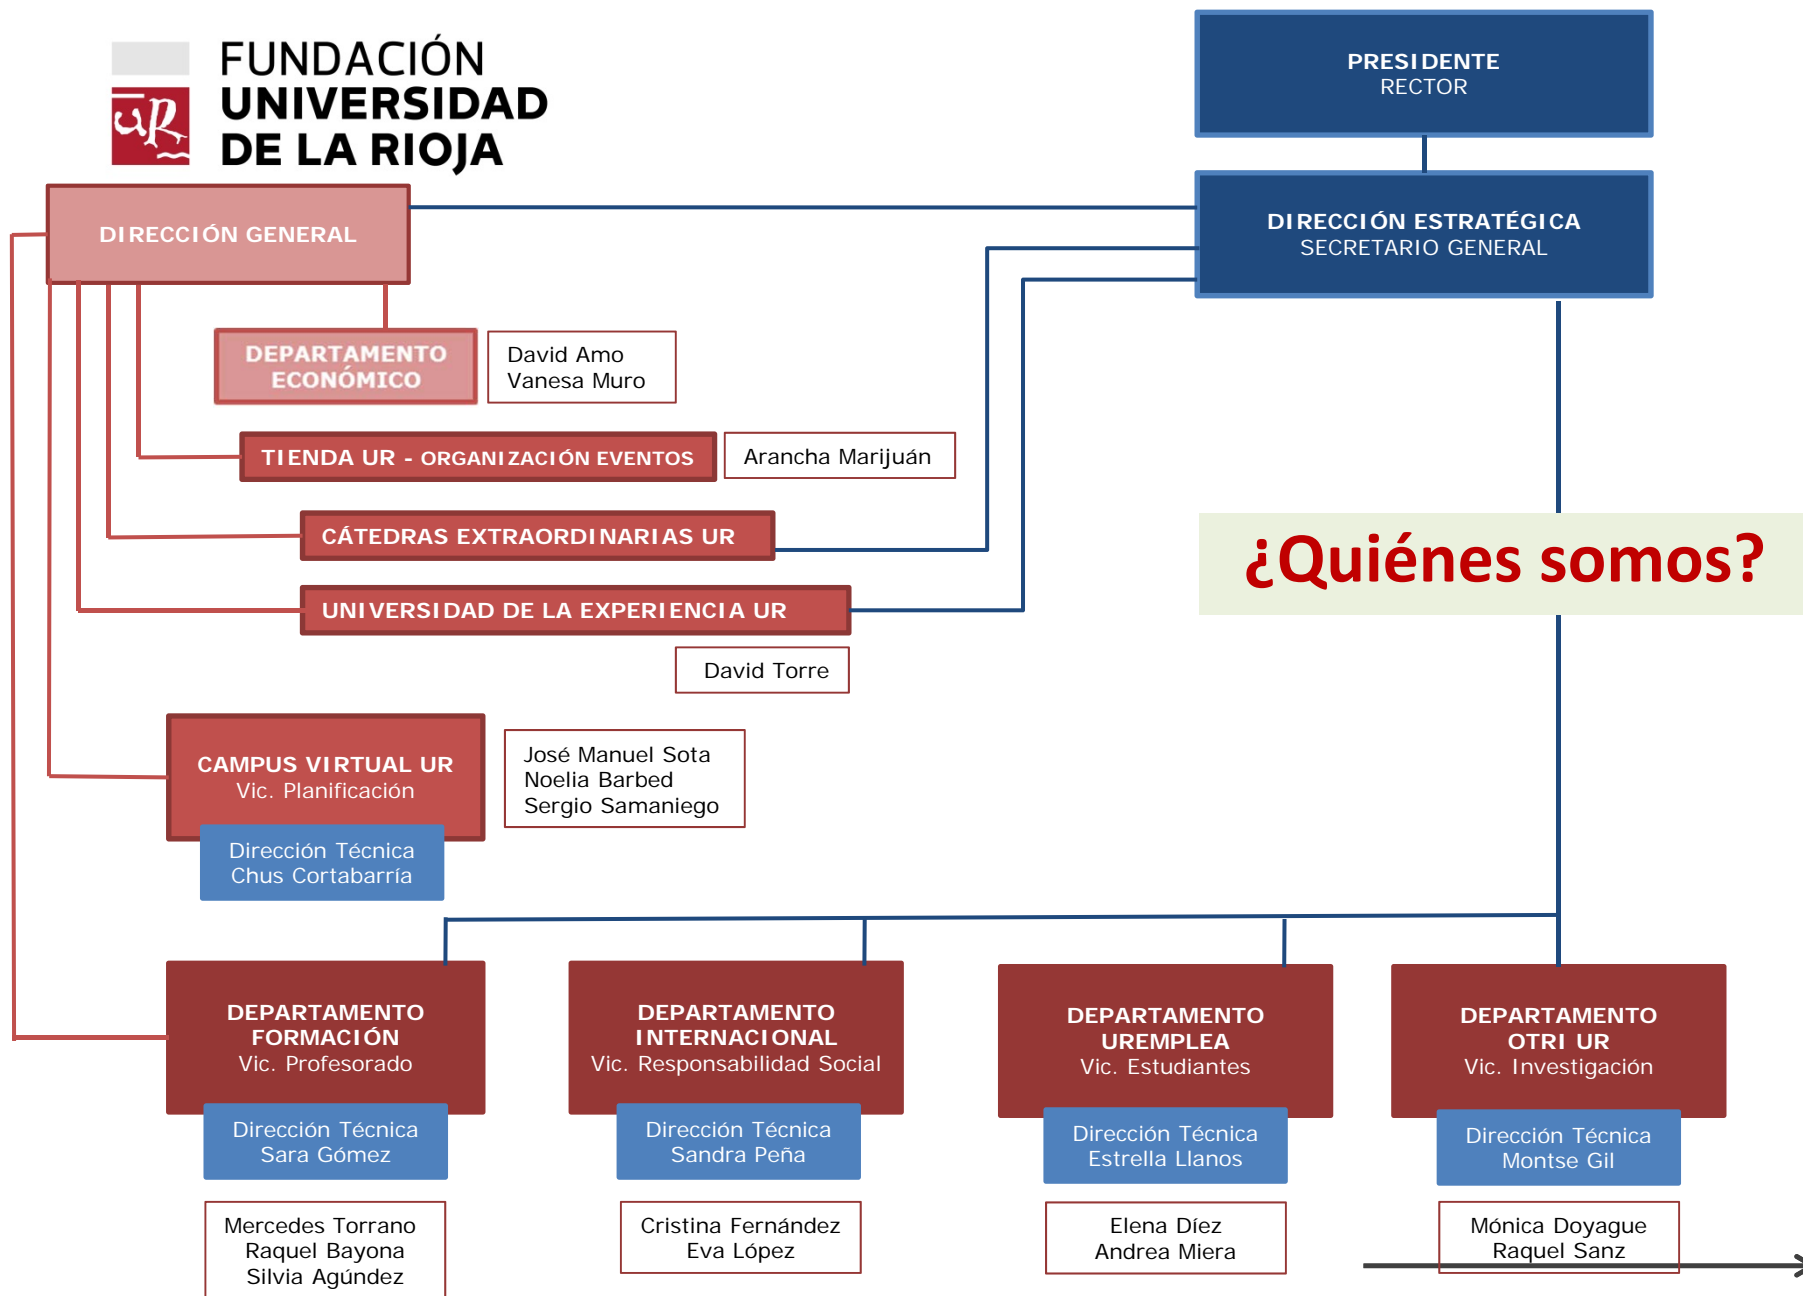 FUNDACIÓN
UNIVERSIDAD
DE LA RIOJA
uR
PRESIDENTE
RECTOR
DIRECCIÓN GENERAL
DIRECCIÓN ESTRATÉGICA
SECRETARIO GENERAL
DEPARTAMENTO
ECONÓMICO
David Amo
Vanesa Muro
TIENDA UR - ORGANIZACIÓN EVENTOS
Arancha Marijuán
CÁTEDRAS EXTRAORDINARIAS UR
¿Quiénes somos?
UNIVERSIDAD DE LA EXPERIENCIA UR
David Torre
CAMPUS VIRTUAL UR
Vic. Planificación
José Manuel Sota
Noelia Barbed
Sergio Samaniego
Dirección Técnica
Chus Cortabarría
DEPARTAMENTO
FORMACIÓN
Vic. Profesorado
Dirección Técnica
Sara Gómez
Mercedes Torrano
Raquel Bayona
Silvia Agúndez
DEPARTAMENTO
INTERNACIONAL
Vic. Responsabilidad Social
Dirección Técnica
Sandra Peña
Cristina Fernández
Eva López
DEPARTAMENTO
UREMPLEA
Vic. Estudiantes
Dirección Técnica
Estrella Llanos
Elena Díez
Andrea Miera
DEPARTAMENTO
OTRI UR
Vic. Investigación
Dirección Técnica
Montse Gil
Mónica Doyague
Raquel Sanz